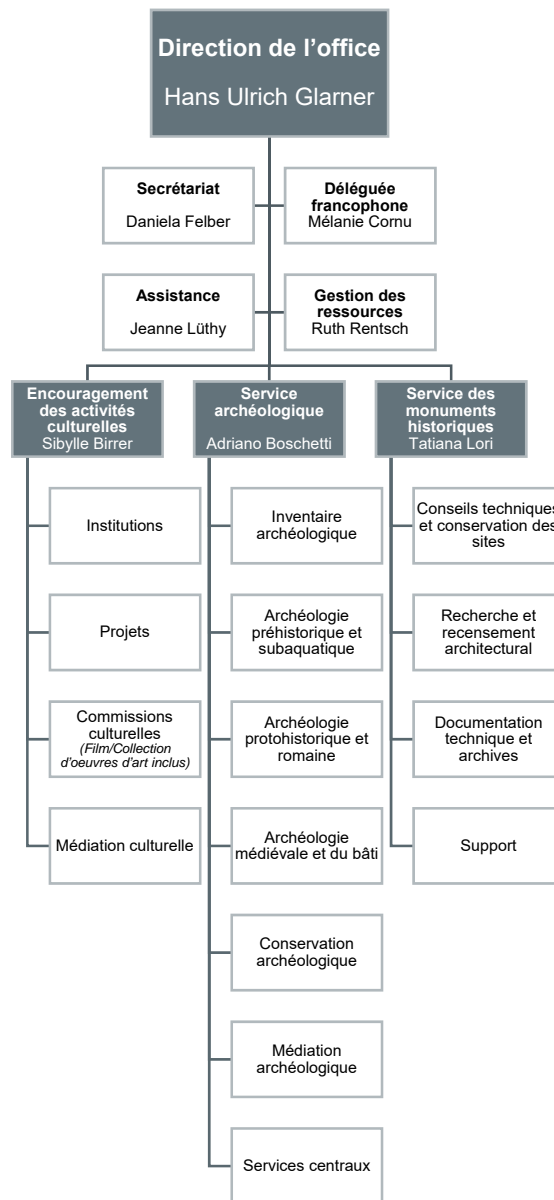 Direction de l’office
Hans Ulrich Glarner
Secrétariat
Daniela Felber
Déléguée
francophone
Mélanie Cornu
Assistance
Jeanne Lüthy
Gestion des
ressources
Ruth Rentsch
Encouragement
des activités
culturelles
Sibylle Birrer
Service
archéologique
Adriano Boschetti
Service des
monuments
historiques
Tatiana Lori
Institutions
Projets
Commissions
culturelles
(Film/Collection
d'oeuvres d'art inclus)
Médiation culturelle
Inventaire
archéologique
Archéologie
préhistorique et
subaquatique
Archéologie
protohistorique et
romaine
Archéologie
médiévale et du bâti
Conservation
archéologique
Médiation
archéologique
Services centraux
Conseils techniques
et conservation des
sites
Recherche et
recensement
architectural
Documentation
technique et
archives
Support